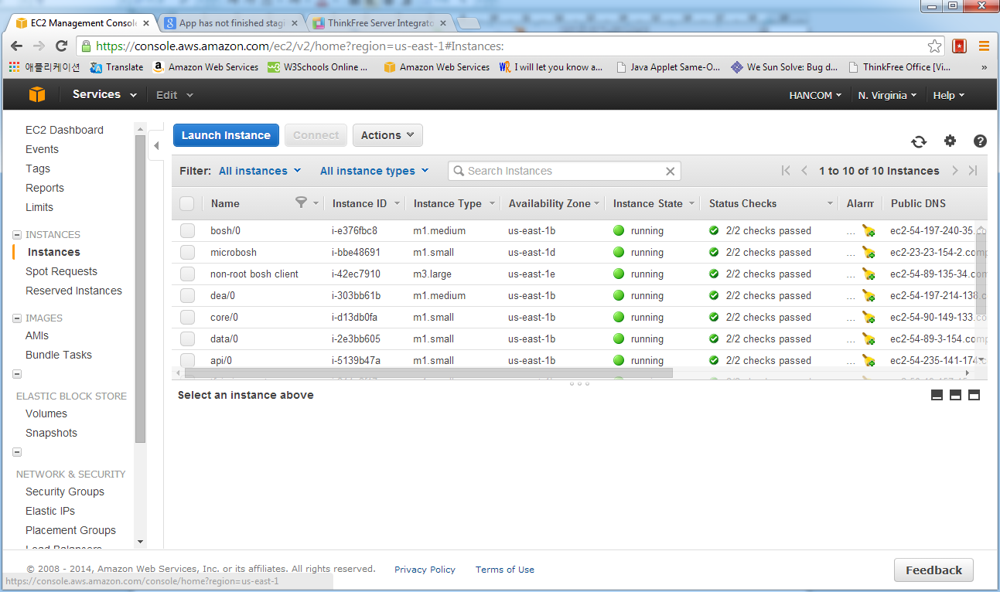 EC2 Management Consol
App has not finished stagi
ThinkFree Server Integrato
https://console.aws.amazon.com/ec2/v2/home?region=us-east-1#Instances:
애플리케이션 Translate Amazon Web Services W3Schools Online ... Amazon Web Services I will let you know a... Java Applet Same-O... We Sun Solve: Bug d... ThinkFree Office [Vi... »
Services Edit HANCOM N. Virginia Help
EC2 Dashboard
Events
Tags
Reports
Limits
INSTANCES
Instances
Spot Requests
Reserved Instances
IMAGES
AMIs
Bundle Tasks
ELASTIC BLOCK STORE
Volumes
Snapshots
NETWORK & SECURITY
Security Groups
Elastic IPs
Placement Groups
Load Balancers
Launch Instance Connect Actions
Filter: All instances All instance types Search Instances 1 to 10 of 10 Instances
Name Instance ID Instance Type Availability Zone Instance State Status Checks Alarm Public DNS
bosh/0 i-e376fbc8 m1.medium us-east-1b running 2/2 checks passed ... ec2-54-197-240-35.
microbosh i-bbe48691 m1.small us-east-1d running 2/2 checks passed ... ec2-23-23-154-2.comp
non-root bosh client i-42ec7910 m3.large us-east-1e running 2/2 checks passed ... ec2-54-89-135-34.com
dea/0 i-303bb61b m1.medium us-east-1b running 2/2 checks passed ... ec2-54-197-214-138.c
core/0 i-d13db0fa m1.small us-east-1b running 2/2 checks passed ... ec2-54-90-149-133.co
data/0 i-2e3bb605 m1.small us-east-1b running 2/2 checks passed ... ec2-54-89-3-154.comp
api/0 i-5139b47a m1.small us-east-1b running 2/2 checks passed ... ec2-54-235-141-174.c
Select an instance above
© 2008 - 2014, Amazon Web Services, Inc. or its affiliates. All rights reserved. Privacy Policy Terms of Use Feedback
https://console.aws.amazon.com/console/home?region=us-east-1